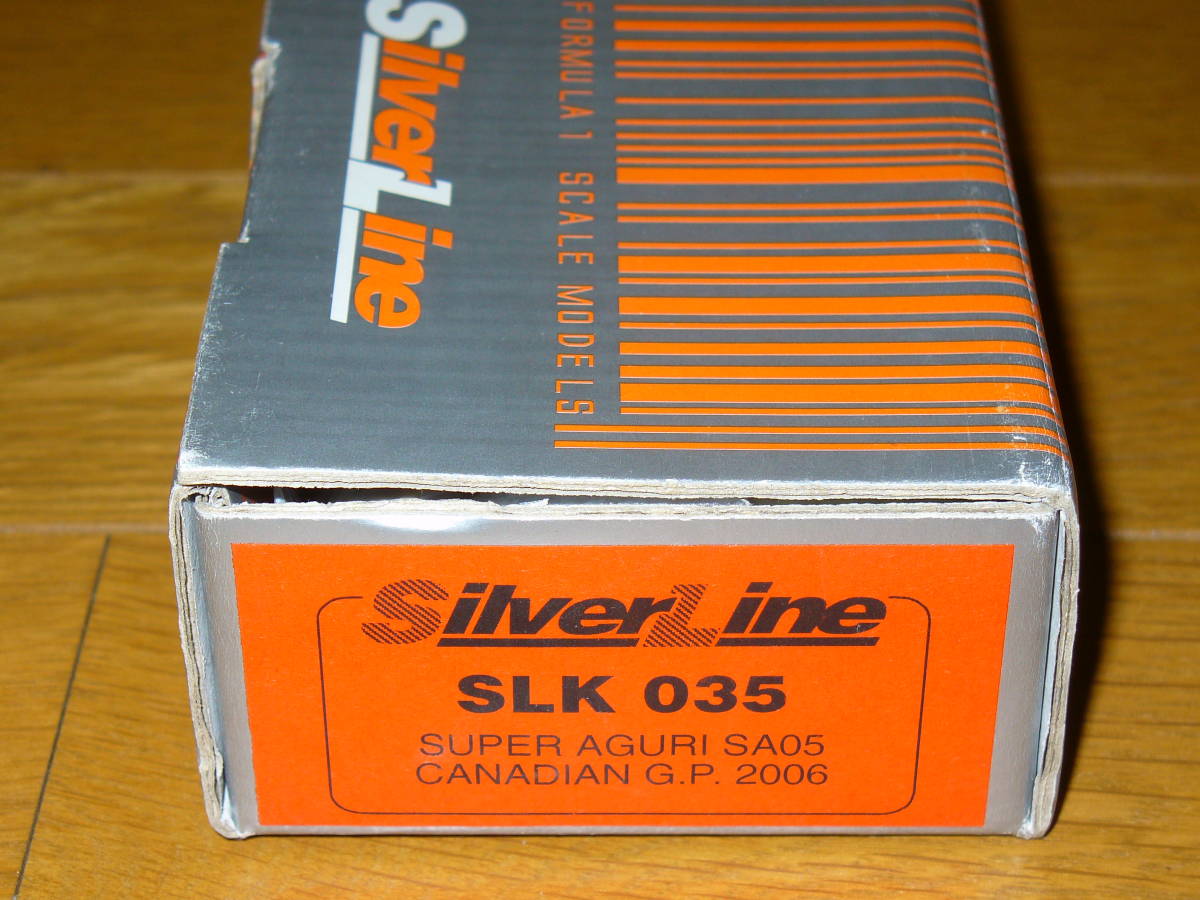 SilverLine
FORMULA 1 SCALE MODELS
SilverLine
SLK 035
SUPER AGURI SA05
CANADIAN G.P. 2006